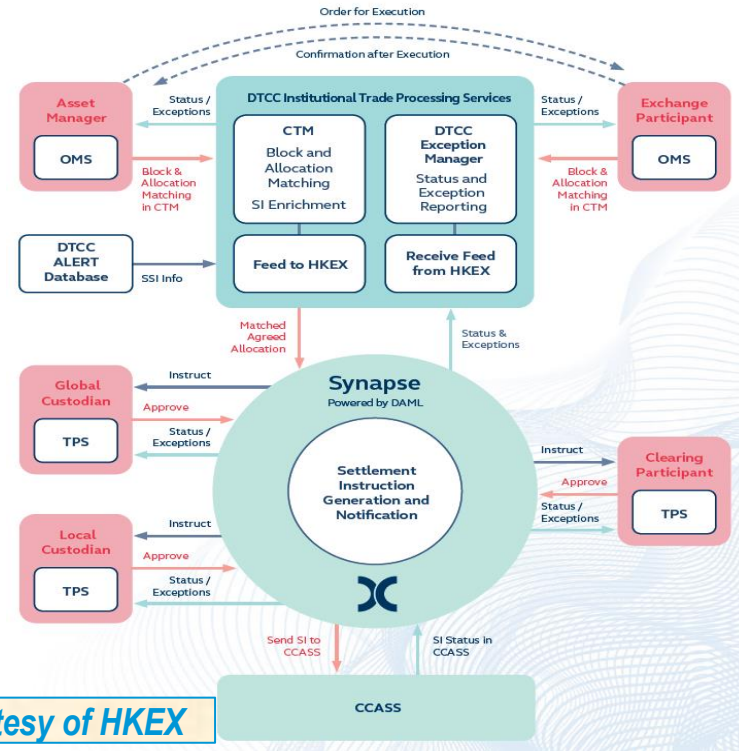 Order for Execution
Confirmation after Execution
Asset
Manager
OMS
Status /
Exceptions
Block &
Allocation
Matching
in CTM
DTCC Institutional Trade Processing Services
CTM
Block and
Allocation
Matching
SI Enrichment
DTCC
Exception
Manager
Status and
Exception
Reporting
Feed to HKEX
Receive Feed
from HKEX
Status /
Exceptions
Block &
Allocation
Matching
in CTM
Exchange
Participant
OMS
DTCC
ALERT
Database
SSI Info
Matched
Agreed
Allocation
Status &
Exceptions
Global
Custodian
TPS
Instruct
Approve
Status /
Exceptions
Synapse
Powered by DAML
Settlement
Instruction
Generation and
Notification
Instruct
Approve
Status /
Exceptions
Clearing
Participant
TPS
Local
Custodian
TPS
Instruct
Approve
Status /
Exceptions
Send SI to
CCASS
SI Status in
CCASS
CCASS
tesy of HKEX